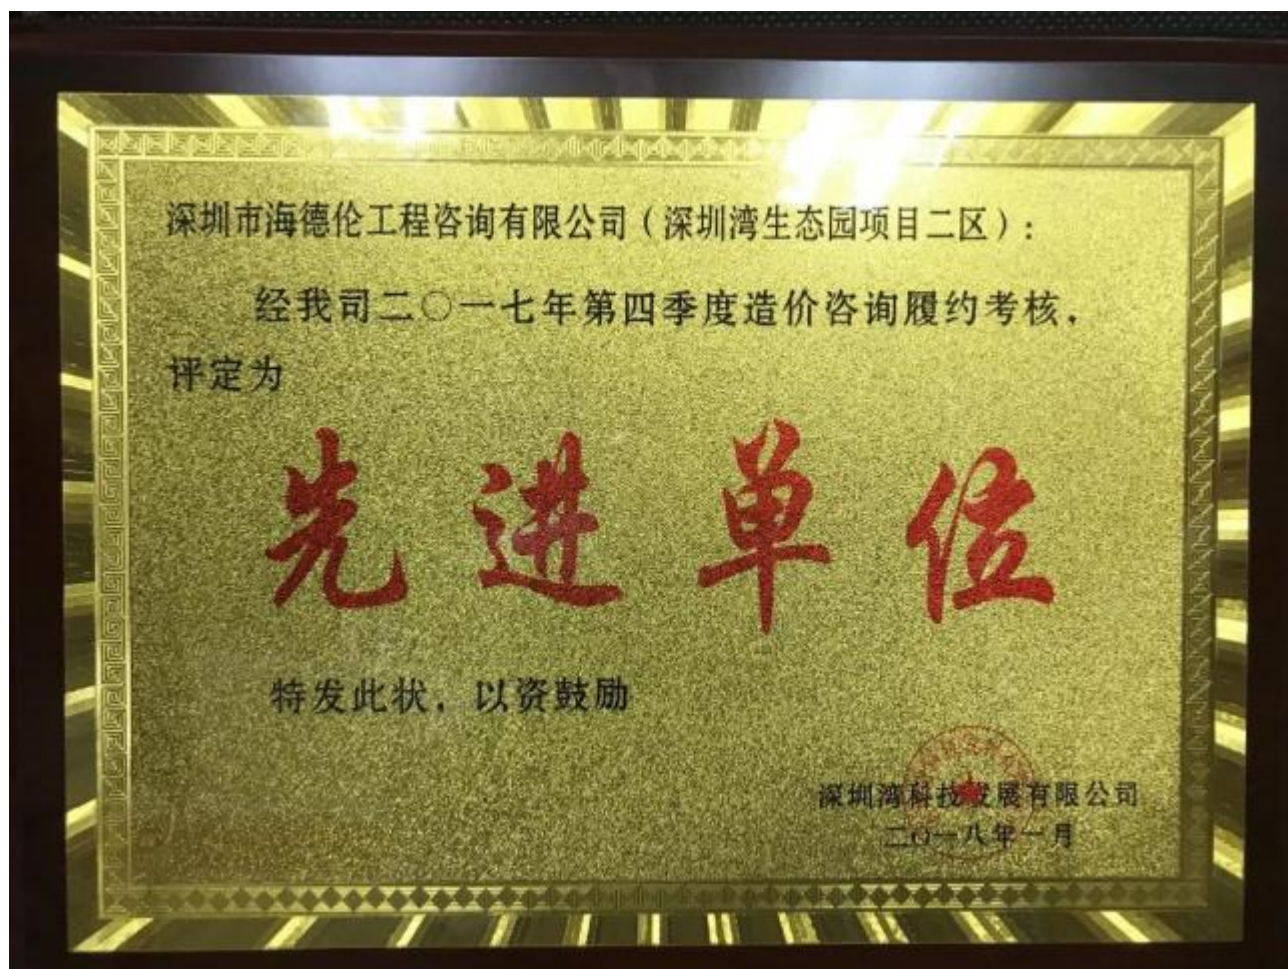 深圳市海德伦工程咨询有限公司（深圳湾生态园项目二区）:
经我司二〇一七年第四季度造价咨询履约考核,
评定为
先进单位
特发此状, 以资鼓励
深圳湾科技发展有限公司
二〇一八年一月